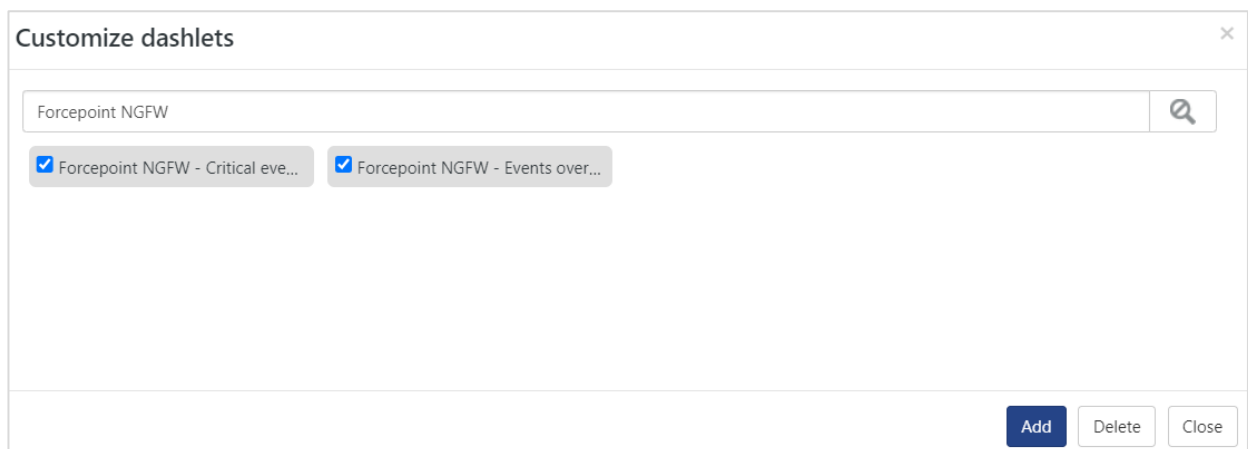 Customize dashlets
Forcepoint NGFW
Forcepoint NGFW - Critical eve... Forcepoint NGFW - Events over...
Add Delete Close